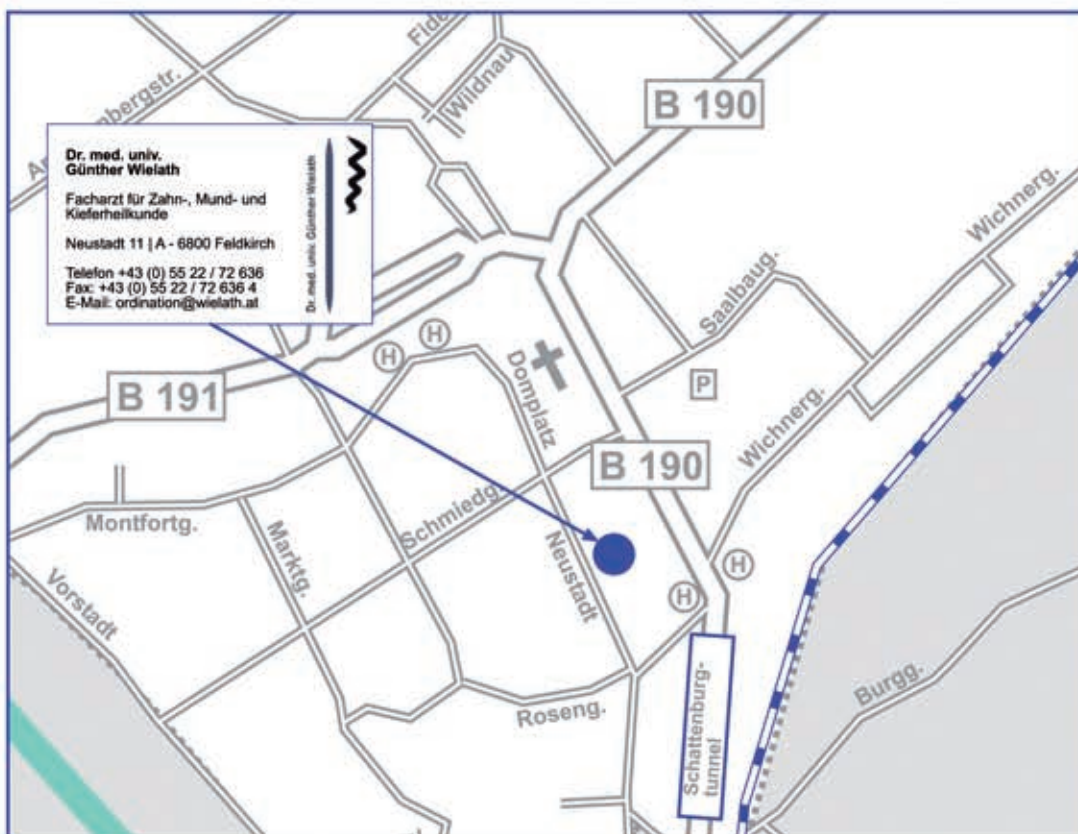 Wildnau
B 190
Dr. med. univ.
Günther Wielath
Facharzt für Zahn-, Mund- und
Kieferheilkunde
Neustadt 11 | A - 6800 Feldkirch
Telefon +43 (0) 55 22 / 72 636
Fax: +43 (0) 55 22 / 72 636 4
E-Mail: ordination@wielath.at
Dr. med. univ. Günther Wielath
Wichnerg.
Saalbaug.
H
H
Domplatz
P
B 191
Wichnerg.
B 190
Schmiedg.
Montfortg.
Marktg.
Neustadt
H
H
Vorstadt
Roseng.
Schattenburg-
tunnel
Burgg.